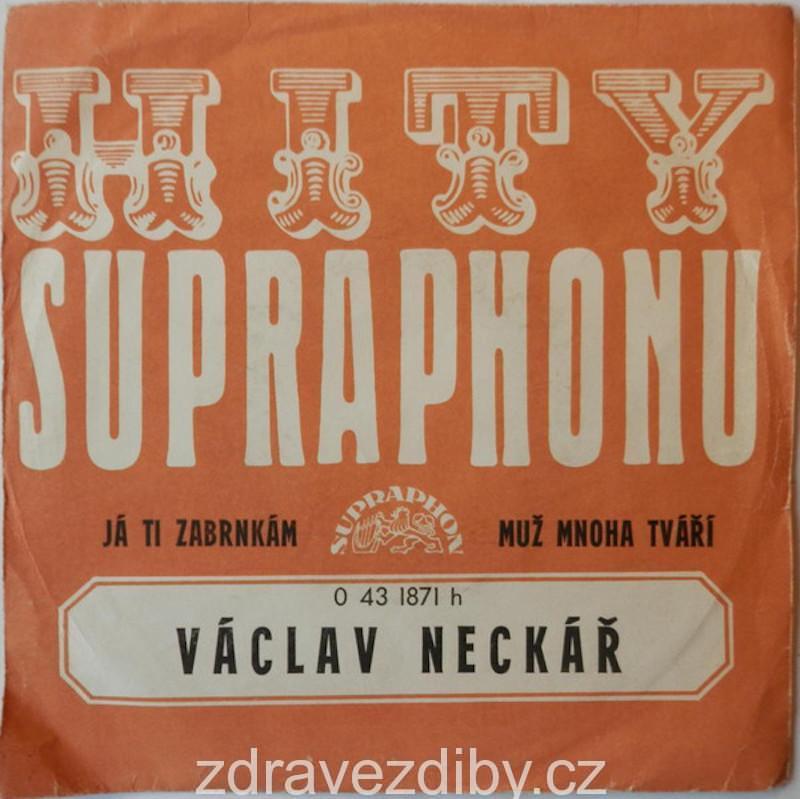 HITY
SUPRAPHONU
JÁ TI ZABRNKÁM
SUPRAPHON
MUŽ MNOHA TVÁŘÍ
0 43 1871 h
VÁCLAV NECKÁŘ
zdravezdiby.cz